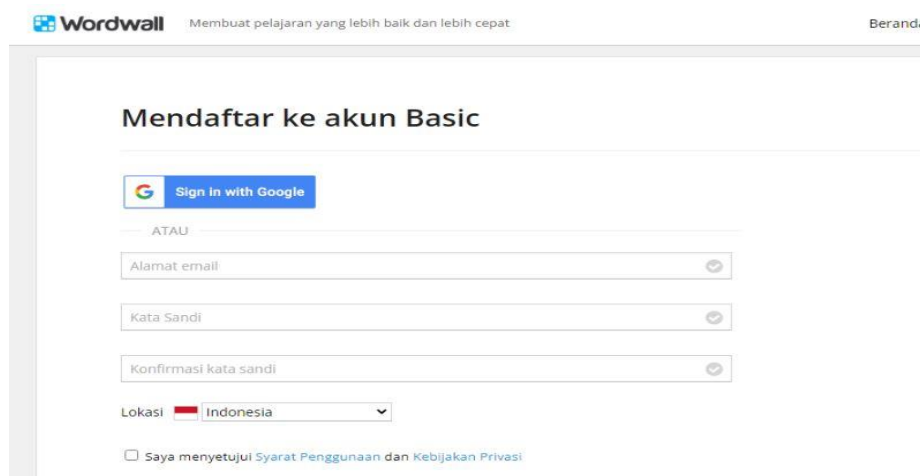 Wordwall Membuat pelajaran yang lebih baik dan lebih cepat Beranda
Mendaftar ke akun Basic
Sign in with Google
ATAU
Alamat email
Kata Sandi
Konfirmasi kata sandi
Lokasi Indonesia
Saya menyetujui Syarat Penggunaan dan Kebijakan Privasi